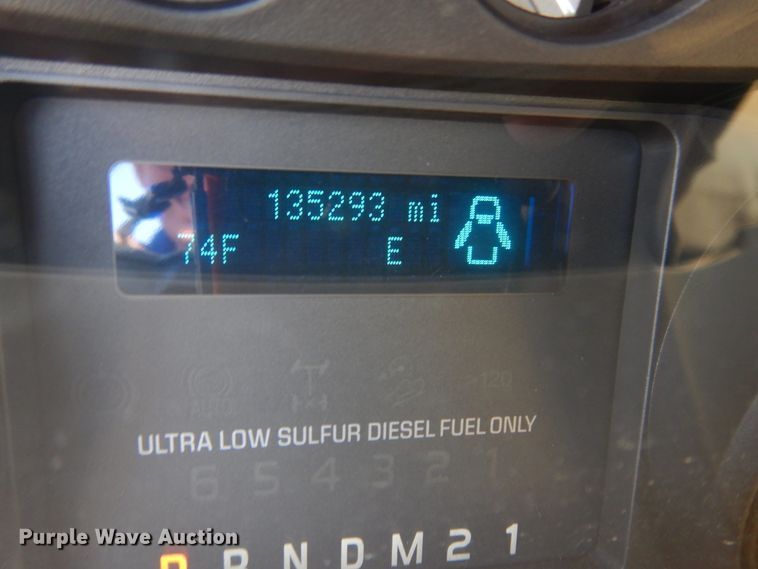 135293 mi
74F E
ULTRA LOW SULFUR DIESEL FUEL ONLY
6 5 4 3 2 1
Purple Wave Auction®
P R N D M 2 1